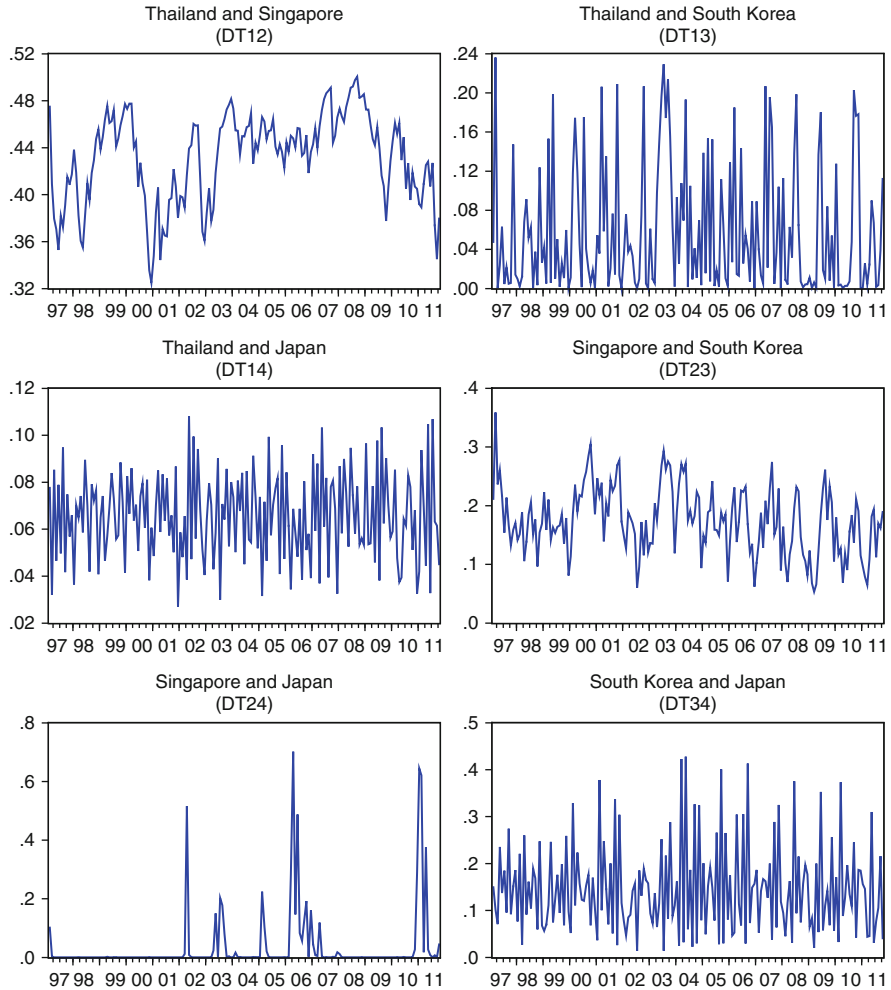 Thailand and Singapore
(DT12)
.52
.48
.44
.40
.36
.32
97 98 99 00 01 02 03 04 05 06 07 08 09 10 11
Thailand and South Korea
(DT13)
.24
.20
.16
.12
.08
.04
.00
97 98 99 00 01 02 03 04 05 06 07 08 09 10 11
Thailand and Japan
(DT14)
.12
.10
.08
.06
.04
.02
97 98 99 00 01 02 03 04 05 06 07 08 09 10 11
Singapore and South Korea
(DT23)
.4
.3
.2
.1
.0
97 98 99 00 01 02 03 04 05 06 07 08 09 10 11
Singapore and Japan
(DT24)
.8
.6
.4
.2
.0
97 98 99 00 01 02 03 04 05 06 07 08 09 10 11
South Korea and Japan
(DT34)
.5
.4
.3
.2
.1
.0
97 98 99 00 01 02 03 04 05 06 07 08 09 10 11